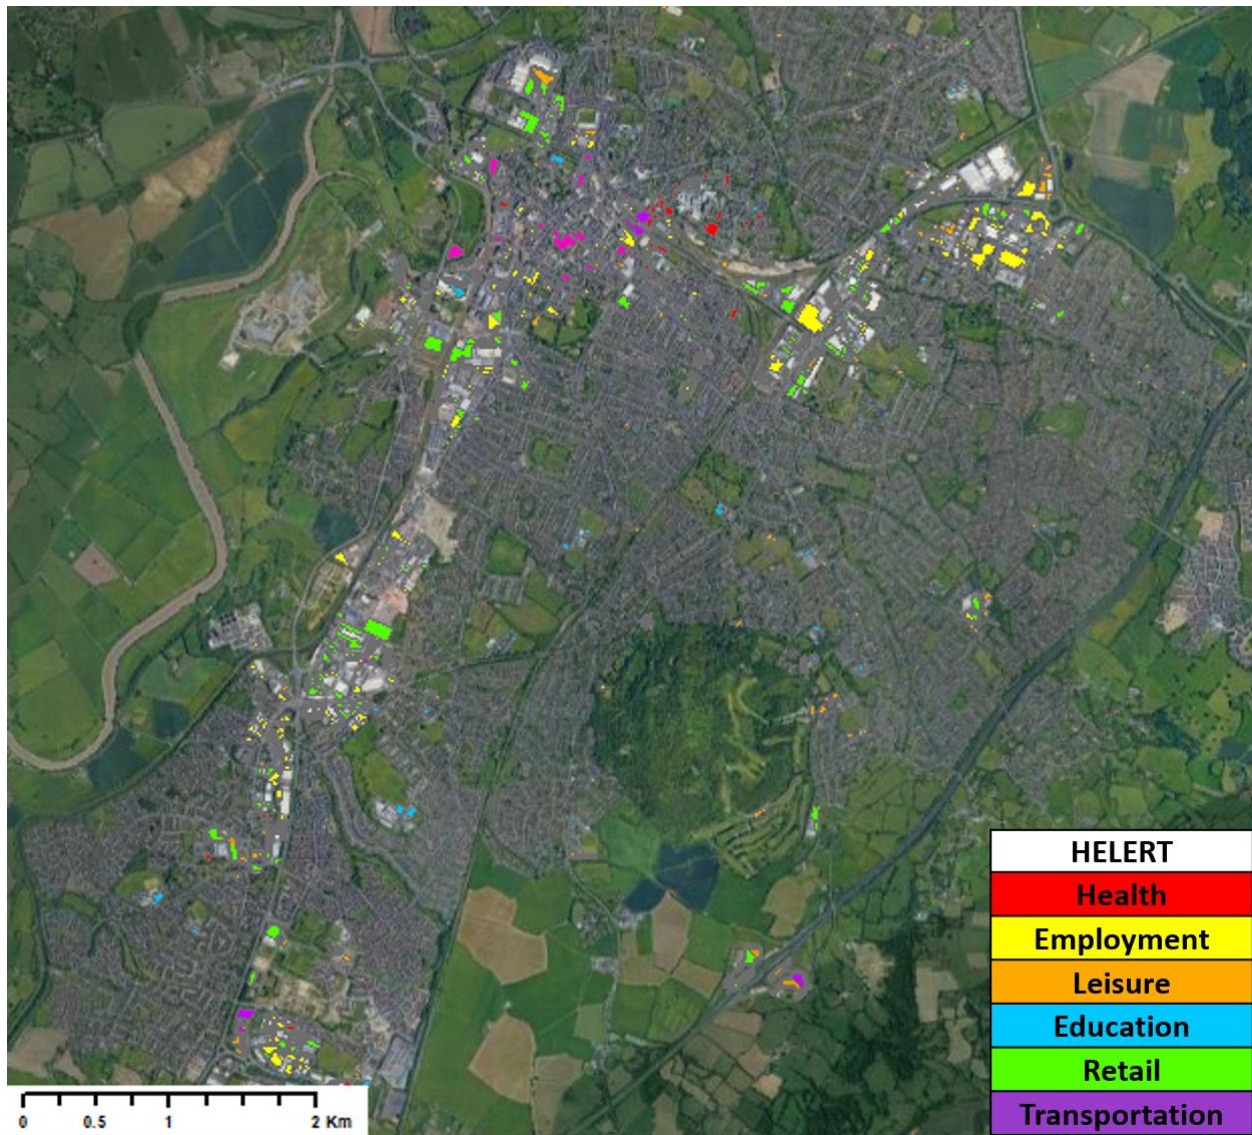 HELERT
Health
Employment
Leisure
Education
Retail
Transportation
0 0.5 1 2 Km